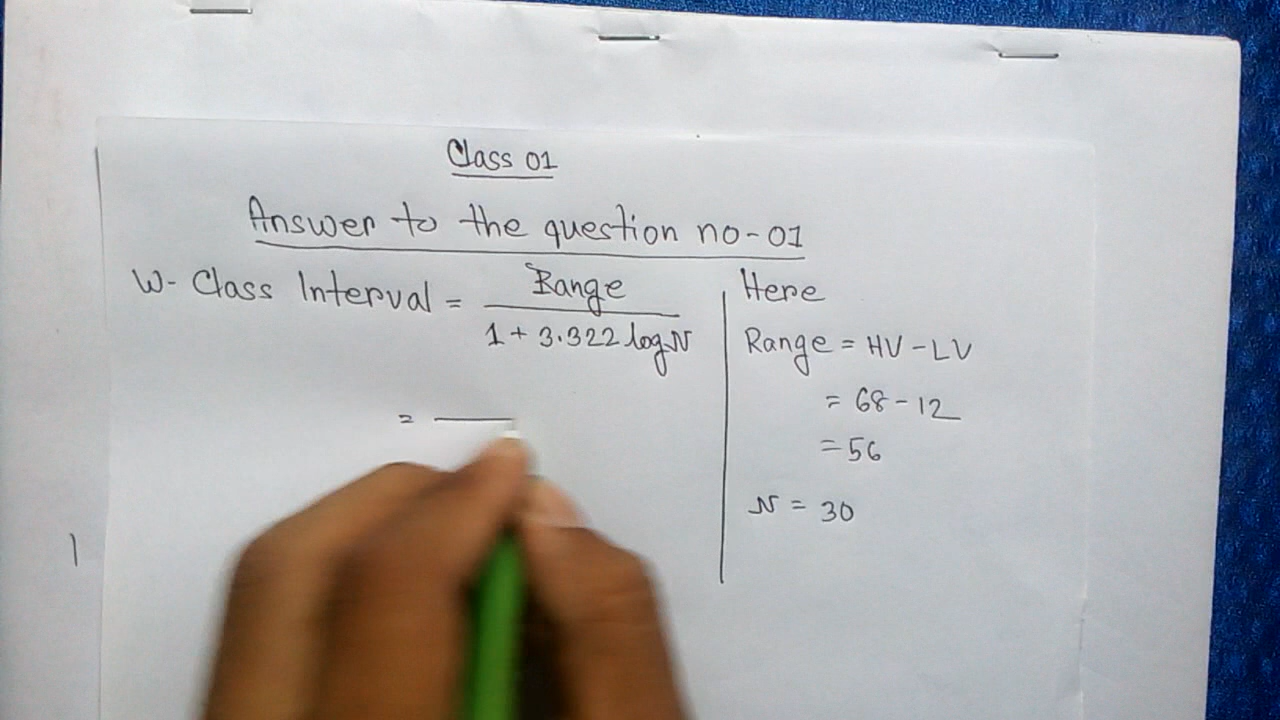 Class 01
Answer to the question no-01
W- Class Interval = Range / 1 + 3.322 log N
=
Here
Range = HV - LV
= 68 - 12
= 56
N = 30